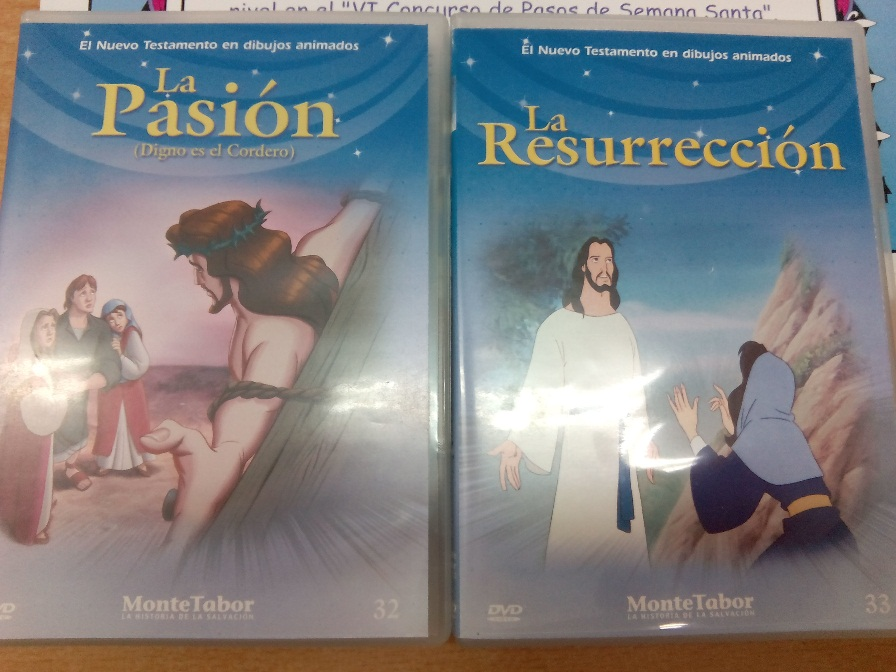 nivel en el "VI Concurso de Pasos de Semana Santa".
El Nuevo Testamento en dibujos animados
La
Pasión
(Digno es el Cordero)
MonteTabor
LA HISTORIA DE LA SALVACIÓN
32
El Nuevo Testamento en dibujos animados
La
Resurrección
DVD
MonteTabor
LA HISTORIA DE LA SALVACIÓN
33